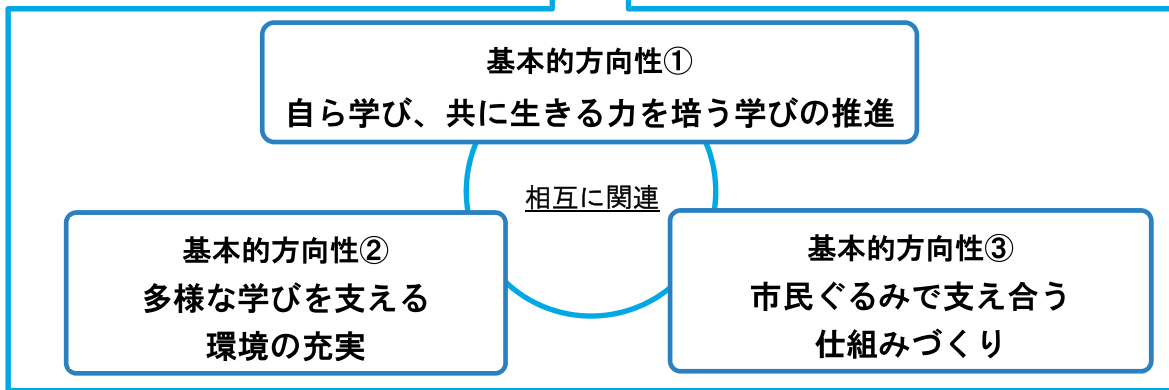 基本的方向性①
自ら学び、共に生きる力を培う学びの推進
相互に関連
基本的方向性②
多様な学びを支える
環境の充実
基本的方向性③
市民ぐるみで支え合う
仕組みづくり